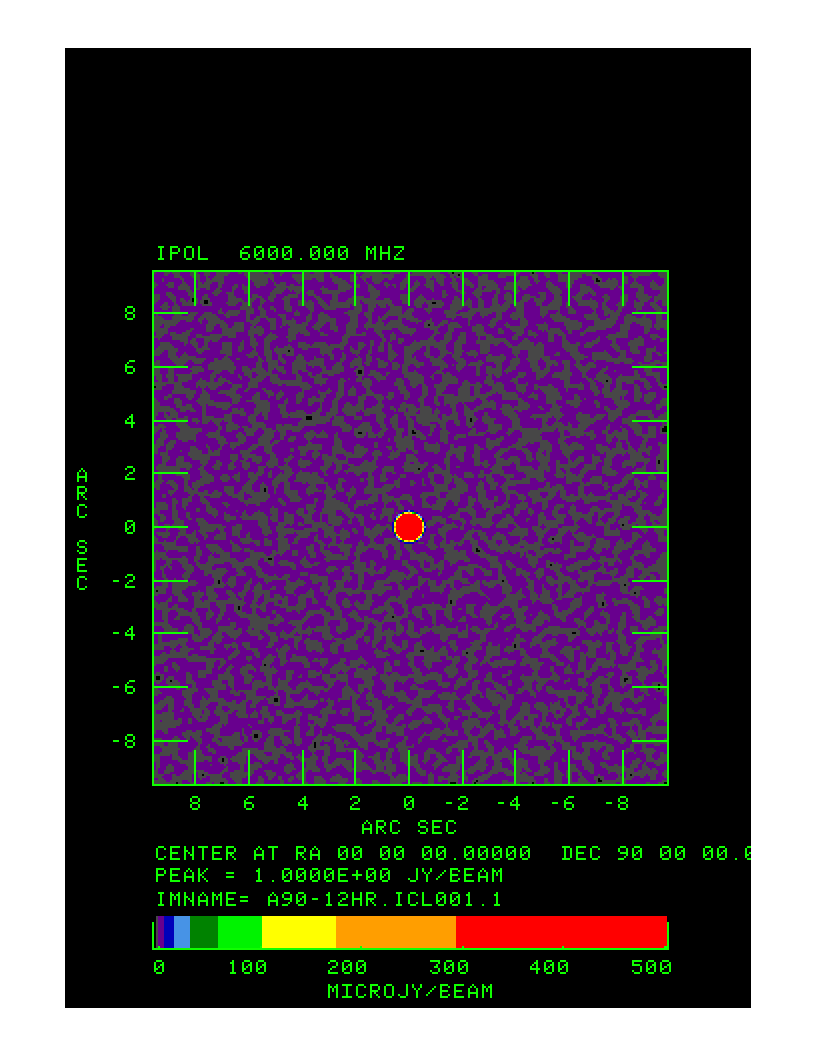 IPOL 6000.000 MHZ
8
6
4
2
0
-2
-4
-6
-8
ARC SEC
8 6 4 2 0 -2 -4 -6 -8
ARC SEC
CENTER AT RA 00 00 00.00000 DEC 90 00 00.0
PEAK = 1.0000E+00 JY/BEAM
IMNAME= A90-12HR.ICL001.1
0 100 200 300 400 500
MICROJY/BEAM